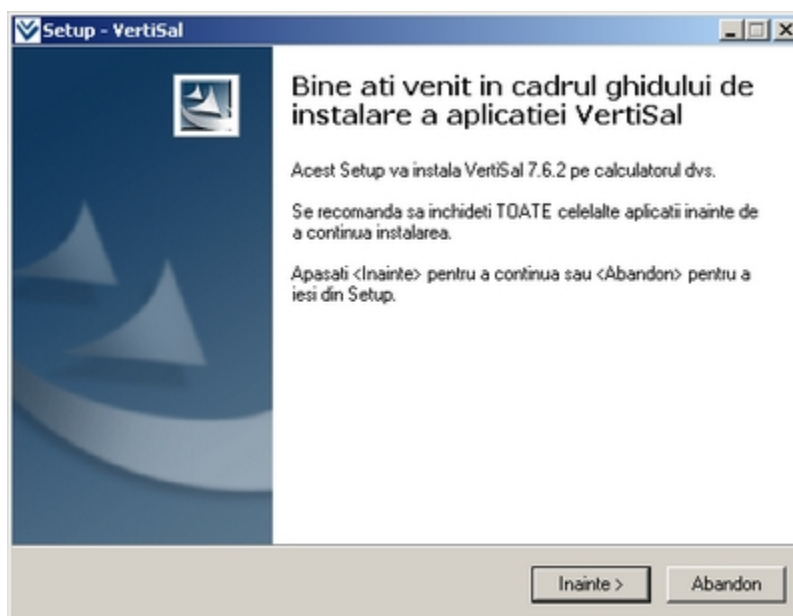 Setup - VertiSal
Bine ati venit in cadrul ghidului de
instalare a aplicatiei VertiSal
Acest Setup va instala VertiSal 7.6.2 pe calculatorul dvs.
Se recomanda sa inchideti TOATE celelalte aplicatii inainte de
a continua instalarea.
Apasati <Inainte> pentru a continua sau <Abandon> pentru a
iesi din Setup.
Inainte >
Abandon